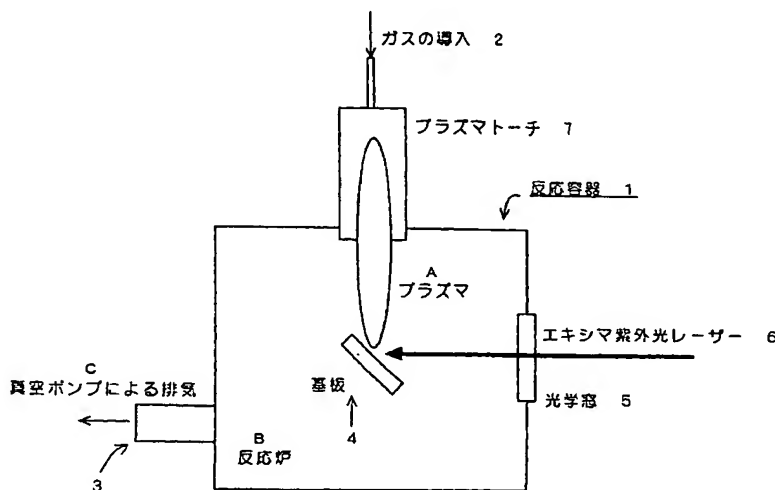 ガスの導入 2
プラズマトーチ 7
反応容器 1
A
プラズマ
エキシマ紫外光レーザー 6
C
真空ポンプによる排気
基板
光学窓 5
4
B
反応炉
3